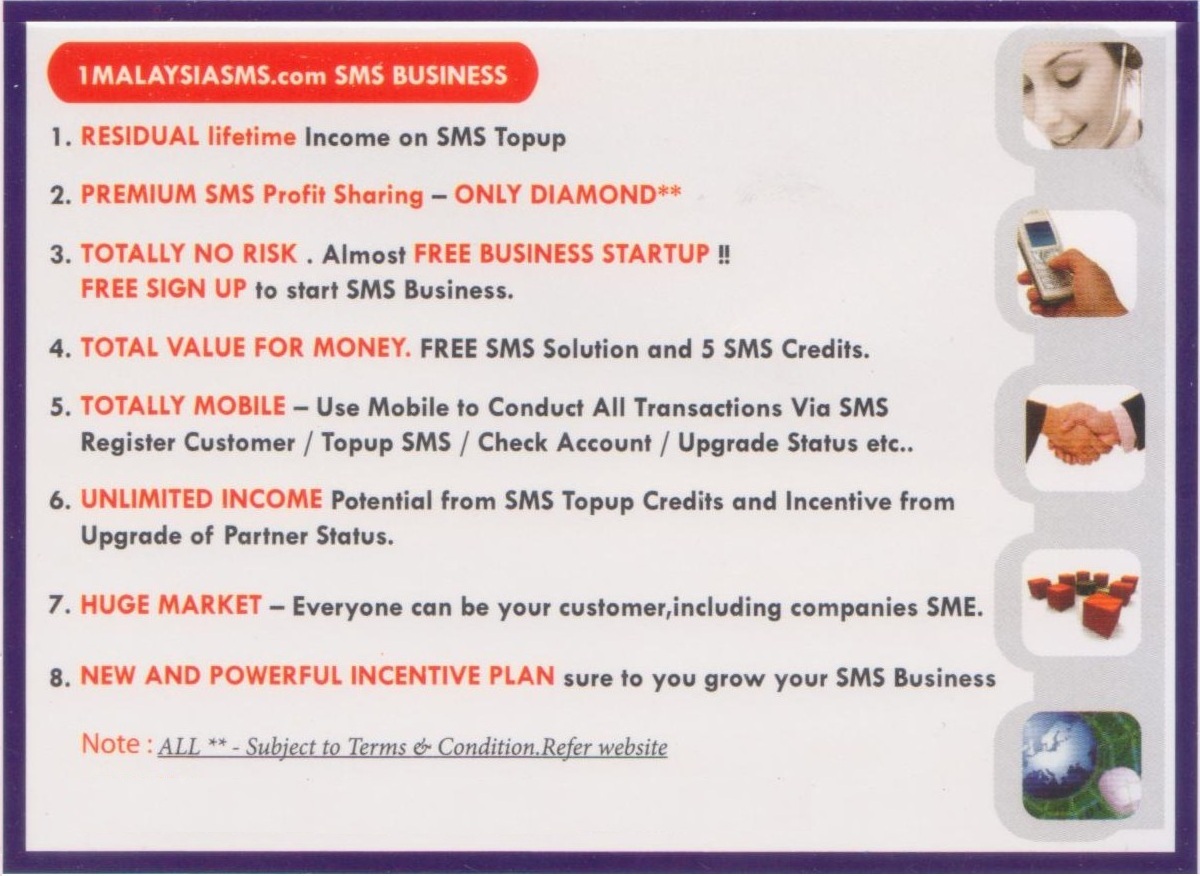 1MALAYSIASMS.com SMS BUSINESS
1. RESIDUAL lifetime Income on SMS Topup
2. PREMIUM SMS Profit Sharing – ONLY DIAMOND**
3. TOTALLY NO RISK . Almost FREE BUSINESS STARTUP !!
FREE SIGN UP to start SMS Business.
4. TOTAL VALUE FOR MONEY. FREE SMS Solution and 5 SMS Credits.
5. TOTALLY MOBILE – Use Mobile to Conduct All Transactions Via SMS
Register Customer / Topup SMS / Check Account / Upgrade Status etc..
6. UNLIMITED INCOME Potential from SMS Topup Credits and Incentive from
Upgrade of Partner Status.
7. HUGE MARKET – Everyone can be your customer,including companies SME.
8. NEW AND POWERFUL INCENTIVE PLAN sure to you grow your SMS Business
Note : ALL ** - Subject to Terms & Condition.Refer website